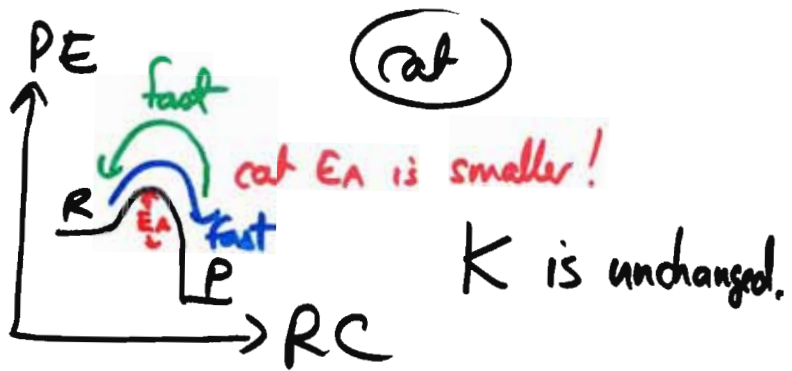 PE
cat
fast
cat EA is smaller!
R
EA
fast
P
K is unchanged.
RC